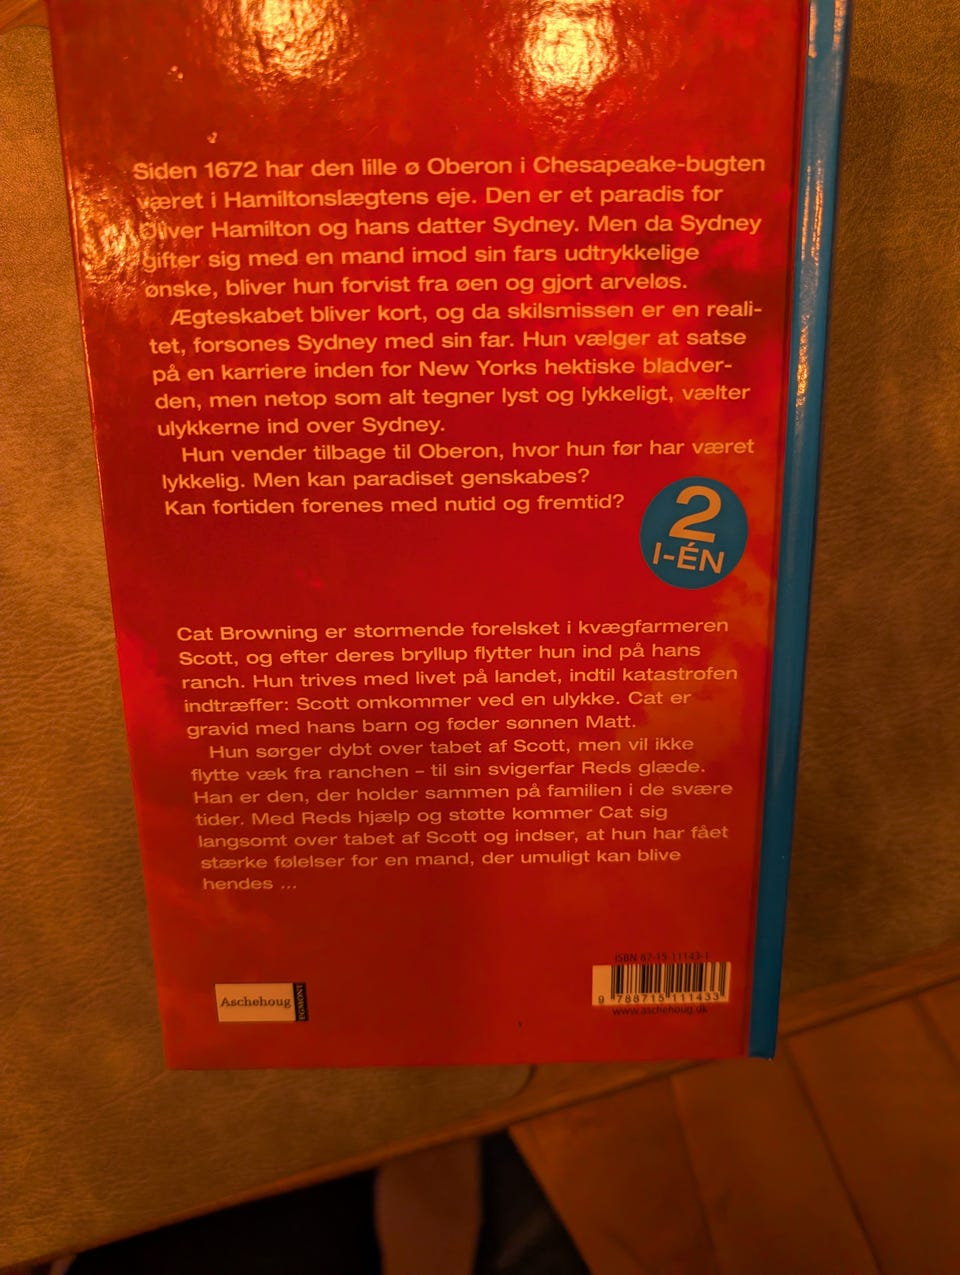 Siden 1672 har den lille ø Oberon i Chesapeake-bugten
været i Hamiltonslægtens eje. Den er et paradis for
Oliver Hamilton og hans datter Sydney. Men da Sydney
gifter sig med en mand imod sin fars udtrykkelige
ønske, bliver hun forvist fra øen og gjort arveløs.
Ægteskabet bliver kort, og da skilsmissen er en reali-
tet, forsones Sydney med sin far. Hun vælger at satse
på en karriere inden for New Yorks hektiske bladver-
den, men netop som alt tegner lyst og lykkeligt, vælter
ulykkerne ind over Sydney.
Hun vender tilbage til Oberon, hvor hun før har været
lykkelig. Men kan paradiset genskabes?
Kan fortiden forenes med nutid og fremtid?
2
I-ÉN
Cat Browning er stormende forelsket i kvægfarmeren
Scott, og efter deres bryllup flytter hun ind på hans
ranch. Hun trives med livet på landet, indtil katastrofen
indtræffer: Scott omkommer ved en ulykke. Cat er
gravid med hans barn og føder sønnen Matt.
Hun sørger dybt over tabet af Scott, men vil ikke
flytte væk fra ranchen – til sin svigerfar Reds glæde.
Han er den, der holder sammen på familien i de svære
tider. Med Reds hjælp og støtte kommer Cat sig
langsomt over tabet af Scott og indser, at hun har fået
stærke følelser for en mand, der umuligt kan blive
hendes ...
ISBN 87-15-11143-1
9 788715 111433
www.aschehoug.dk
Aschehoug
EGMONT